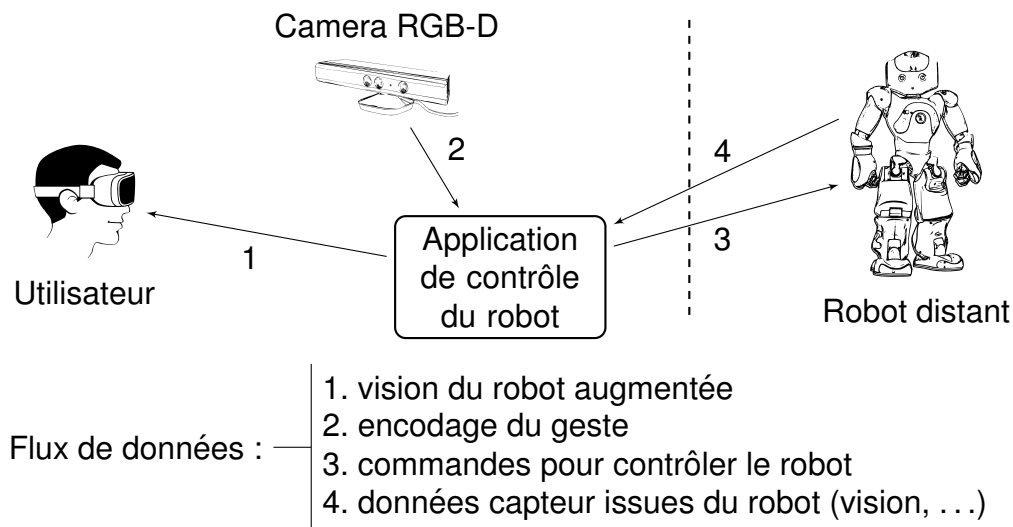 Camera RGB-D
2
4
1
3
Application
de contrôle
du robot
Utilisateur
Robot distant
Flux de données :
1. vision du robot augmentée
2. encodage du geste
3. commandes pour contrôler le robot
4. données capteur issues du robot (vision, ...)